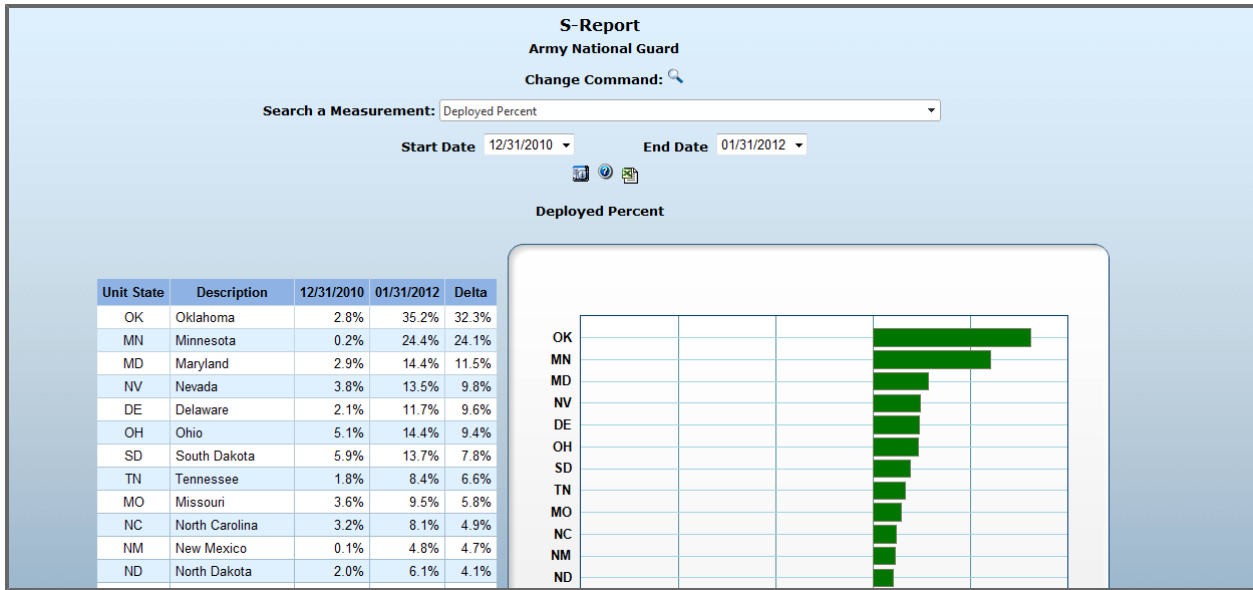 S-Report
Army National Guard
Change Command:
Search a Measurement: Deployed Percent
Start Date 12/31/2010 End Date 01/31/2012
Deployed Percent
Unit State Description 12/31/2010 01/31/2012 Delta
OK Oklahoma 2.8% 35.2% 32.3%
MN Minnesota 0.2% 24.4% 24.1%
MD Maryland 2.9% 14.4% 11.5%
NV Nevada 3.8% 13.5% 9.8%
DE Delaware 2.1% 11.7% 9.6%
OH Ohio 5.1% 14.4% 9.4%
SD South Dakota 5.9% 13.7% 7.8%
TN Tennessee 1.8% 8.4% 6.6%
MO Missouri 3.6% 9.5% 5.8%
NC North Carolina 3.2% 8.1% 4.9%
NM New Mexico 0.1% 4.8% 4.7%
ND North Dakota 2.0% 6.1% 4.1%
OK
MN
MD
NV
DE
OH
SD
TN
MO
NC
NM
ND